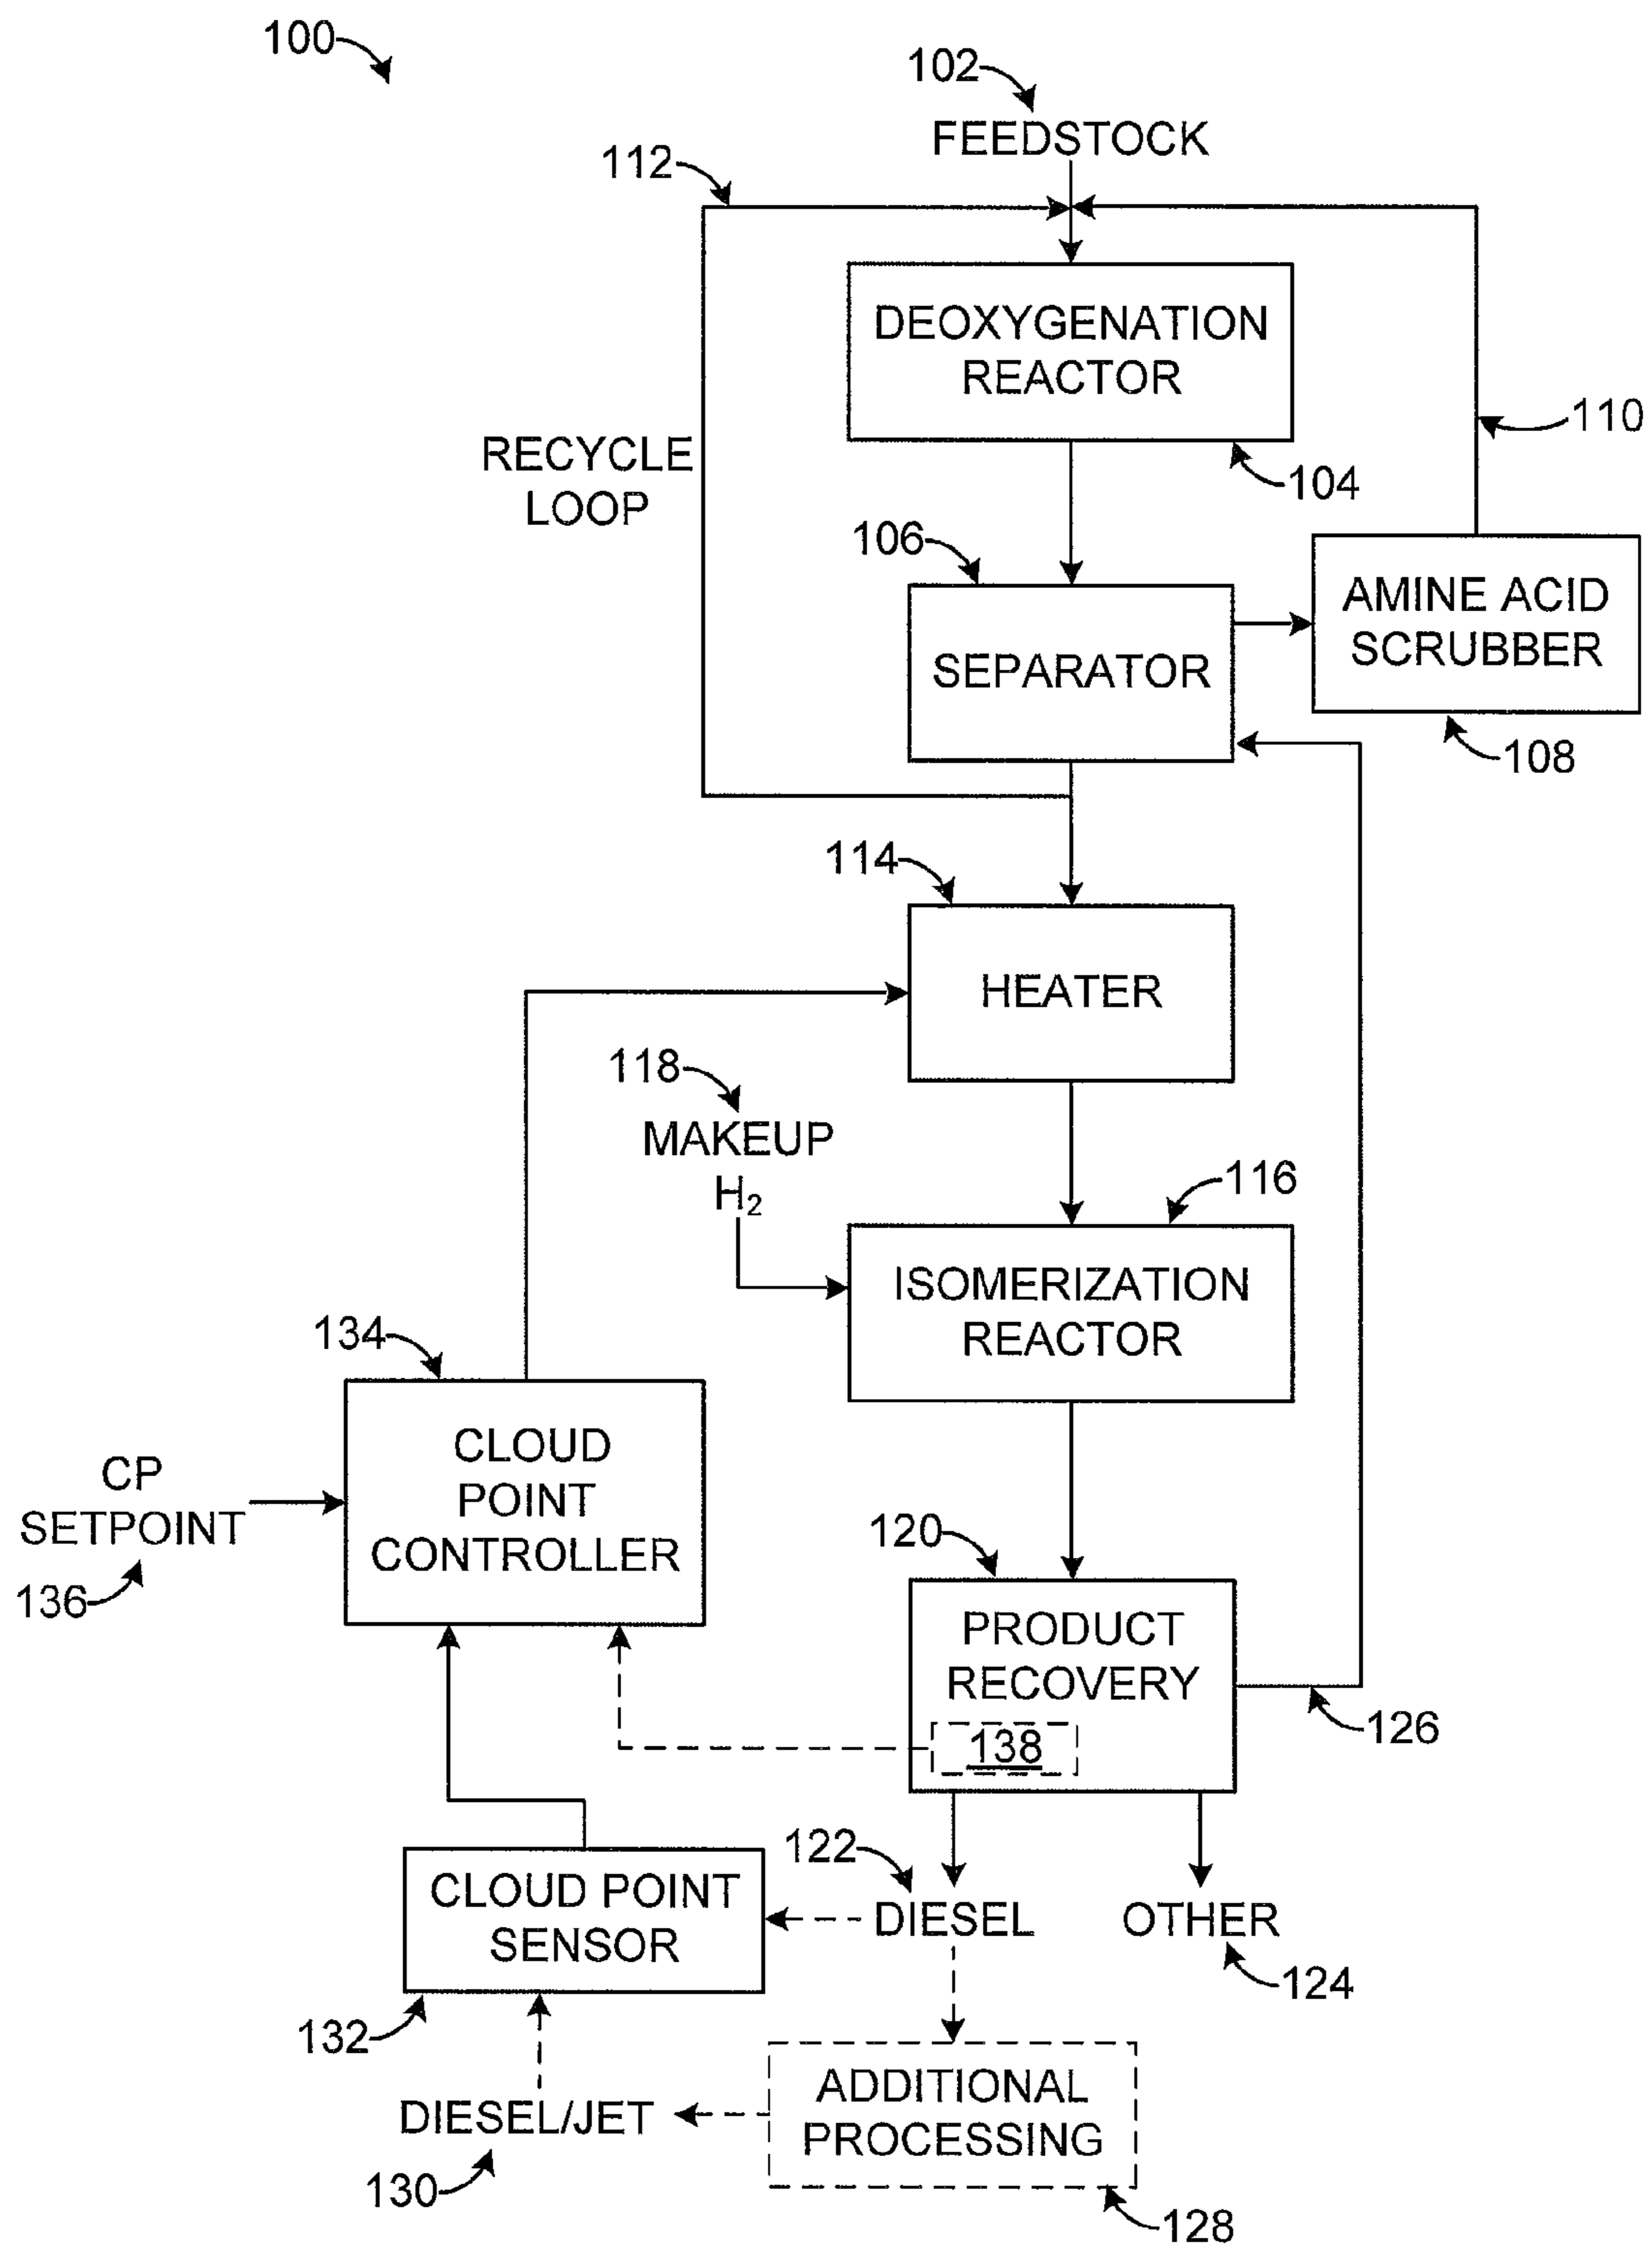 100
102
FEEDSTOCK
112
DEOXYGENATION
REACTOR
110
RECYCLE
LOOP
104
106
AMINE ACID
SCRUBBER
SEPARATOR
108
114
HEATER
118
MAKEUP
H₂
116
ISOMERIZATION
REACTOR
134
CLOUD
POINT
CONTROLLER
CP
SETPOINT
136
120
PRODUCT
RECOVERY
138
126
122
CLOUD POINT
SENSOR
DIESEL
OTHER
124
132
ADDITIONAL
PROCESSING
DIESEL/JET
130
128